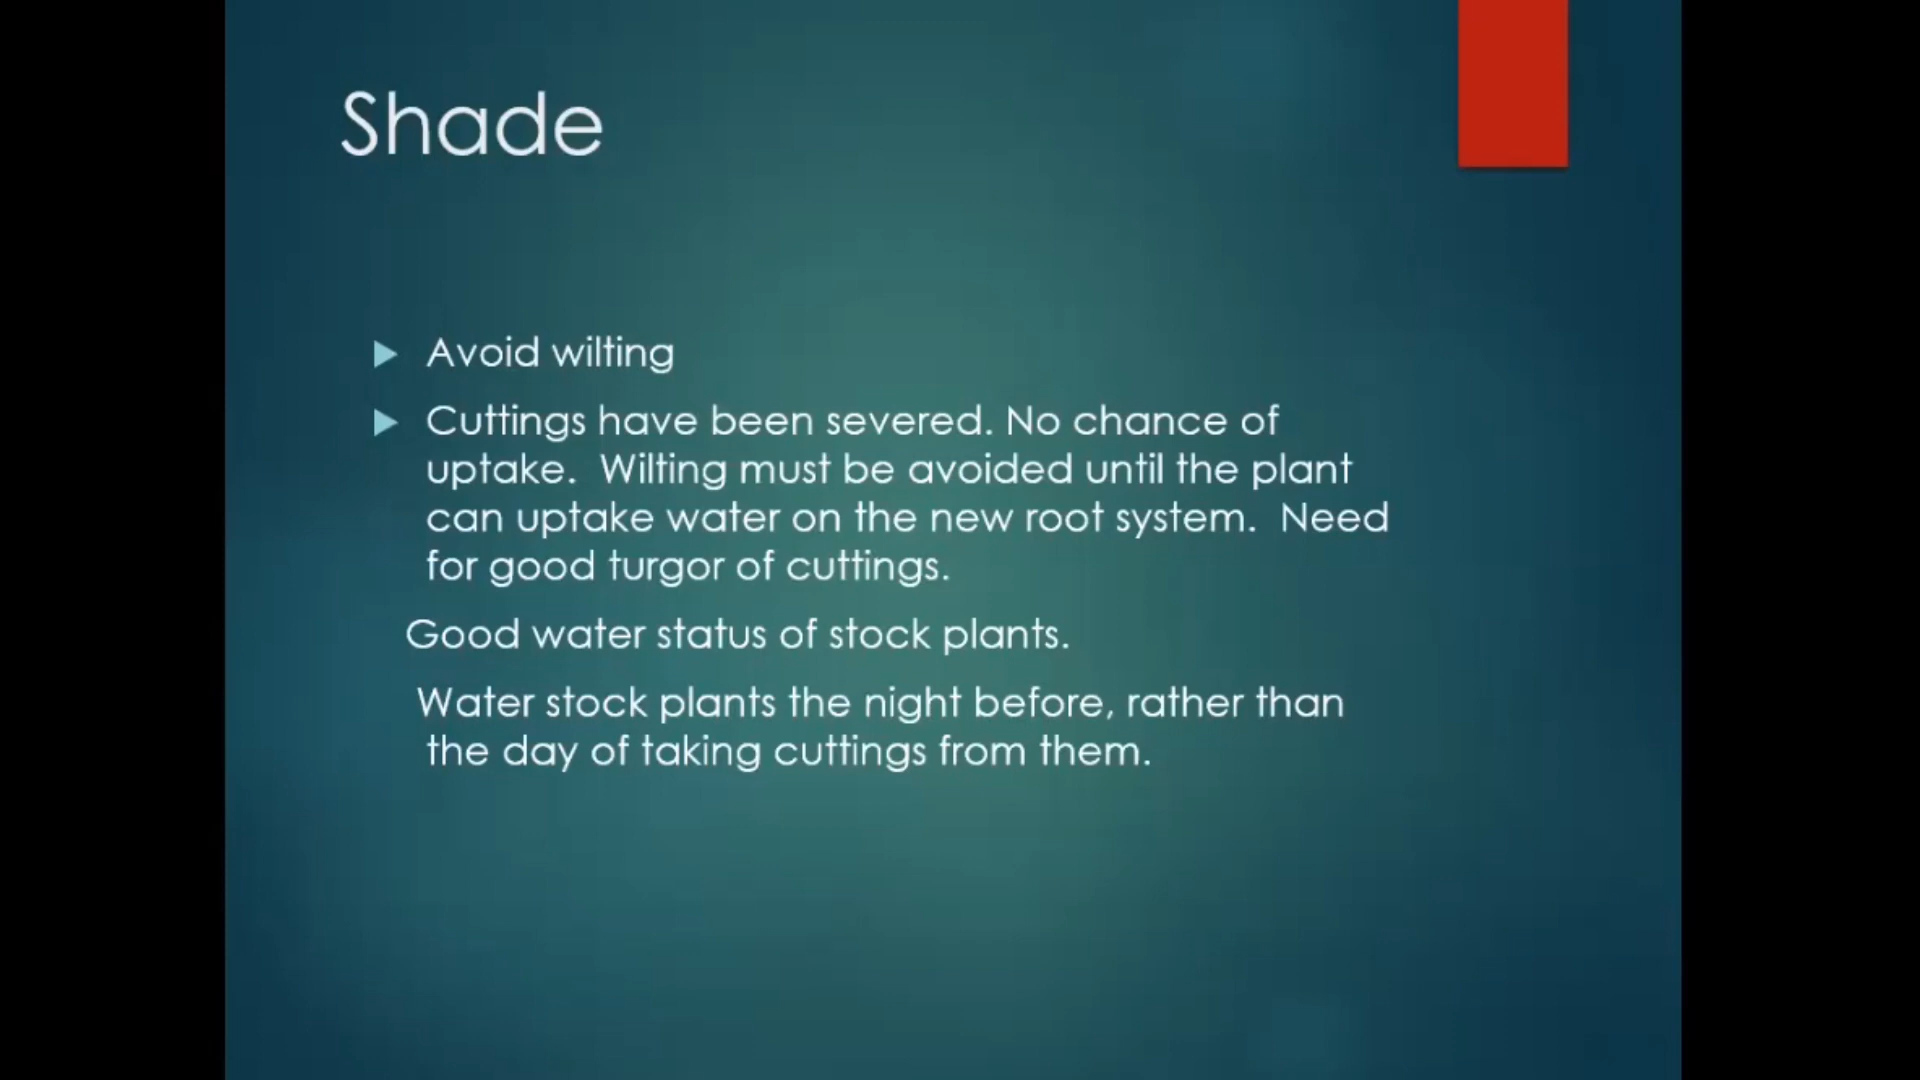 Shade
Avoid wilting
Cuttings have been severed. No chance of
uptake.  Wilting must be avoided until the plant
can uptake water on the new root system.  Need
for good turgor of cuttings.
Good water status of stock plants.
Water stock plants the night before, rather than
the day of taking cuttings from them.